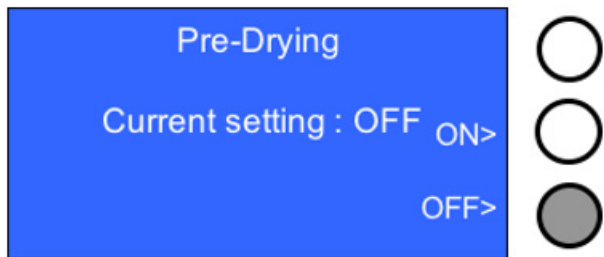 Pre-Drying
Current setting : OFF ON>
OFF>